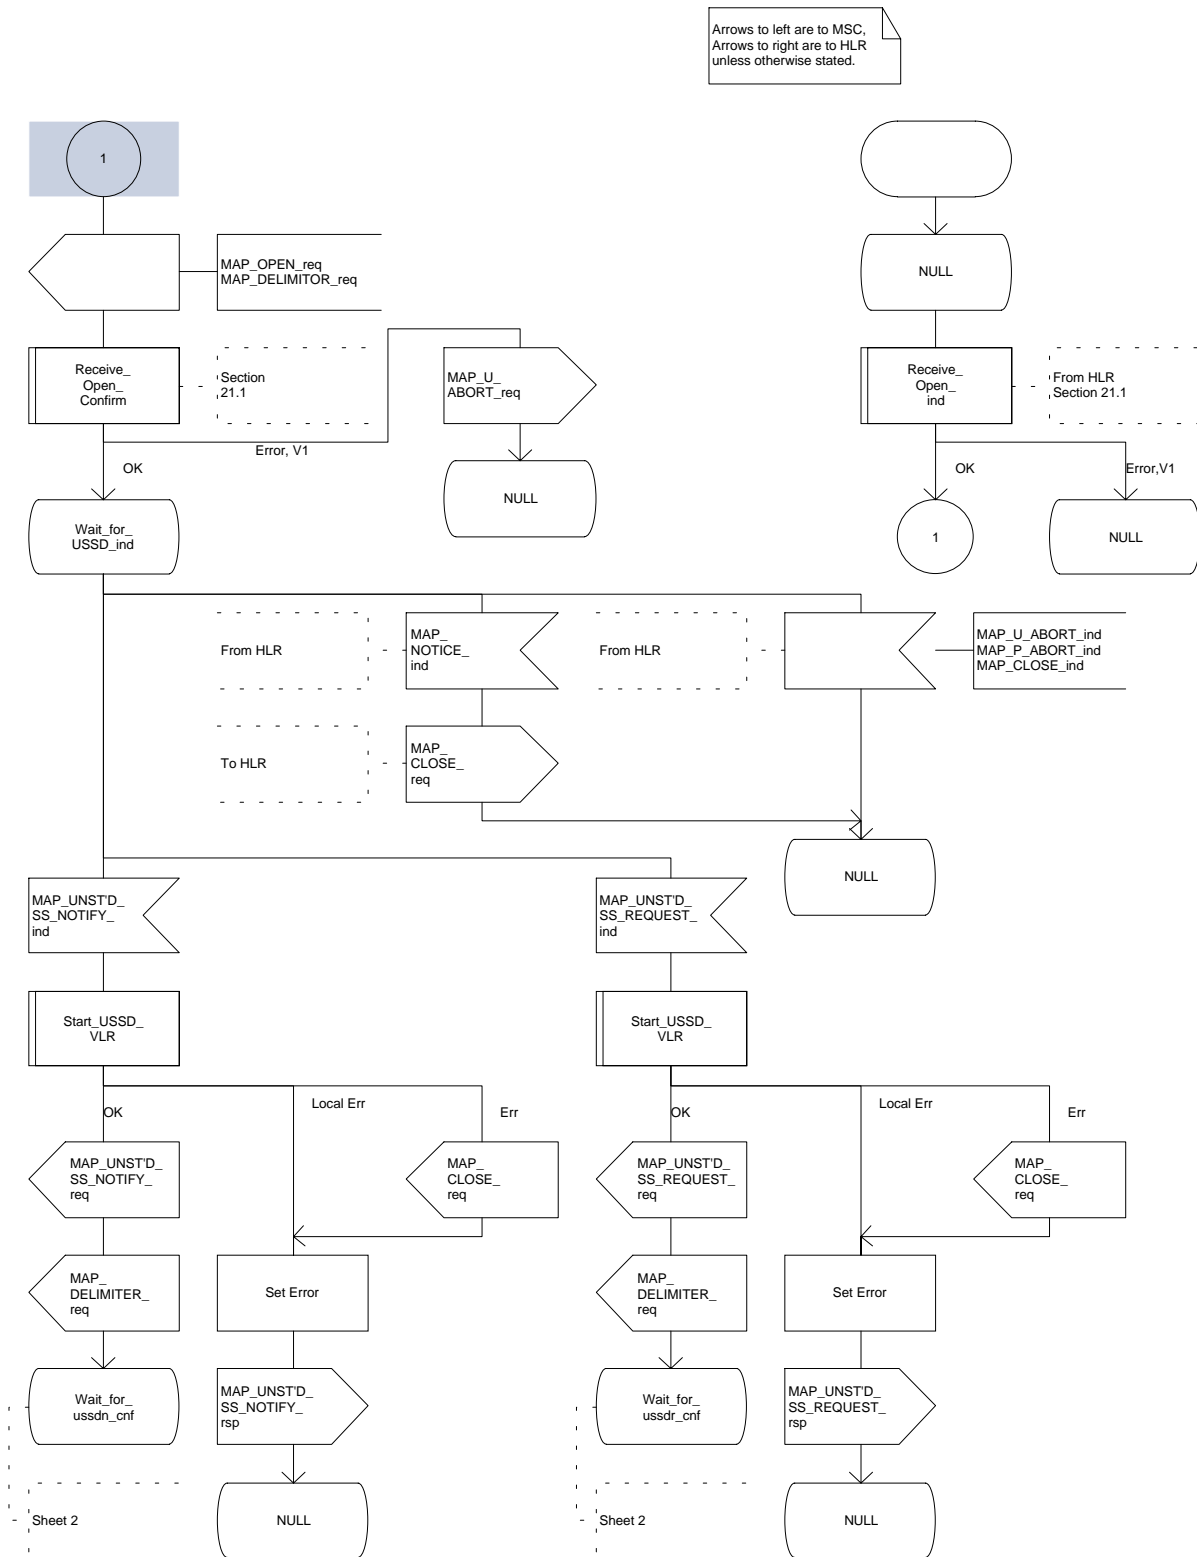 Arrows to left are to MSC,
Arrows to right are to HLR
unless otherwise stated.
1
MAP_OPEN_req
MAP_DELIMITOR_req
NULL
Receive_
Open_
Confirm
Section
21.1
MAP_U_
ABORT_req
Receive_
Open_
ind
From HLR
Section 21.1
Error, V1
OK
OK
Error,V1
Wait_for_
USSD_ind
NULL
1
NULL
From HLR
MAP_
NOTICE_
ind
From HLR
MAP_U_ABORT_ind
MAP_P_ABORT_ind
MAP_CLOSE_ind
To HLR
MAP_
CLOSE_
req
NULL
MAP_UNST'D_
SS_NOTIFY_
ind
MAP_UNST'D_
SS_REQUEST_
ind
Start_USSD_
VLR
Start_USSD_
VLR
OK
Local Err
Err
OK
Local Err
Err
MAP_UNST'D_
SS_NOTIFY_
req
MAP_
CLOSE_
req
MAP_UNST'D_
SS_REQUEST_
req
MAP_
CLOSE_
req
MAP_
DELIMITER_
req
Set Error
MAP_
DELIMITER_
req
Set Error
Wait_for_
ussdn_cnf
MAP_UNST'D_
SS_NOTIFY_
rsp
Wait_for_
ussdr_cnf
MAP_UNST'D_
SS_REQUEST_
rsp
Sheet 2
NULL
Sheet 2
NULL